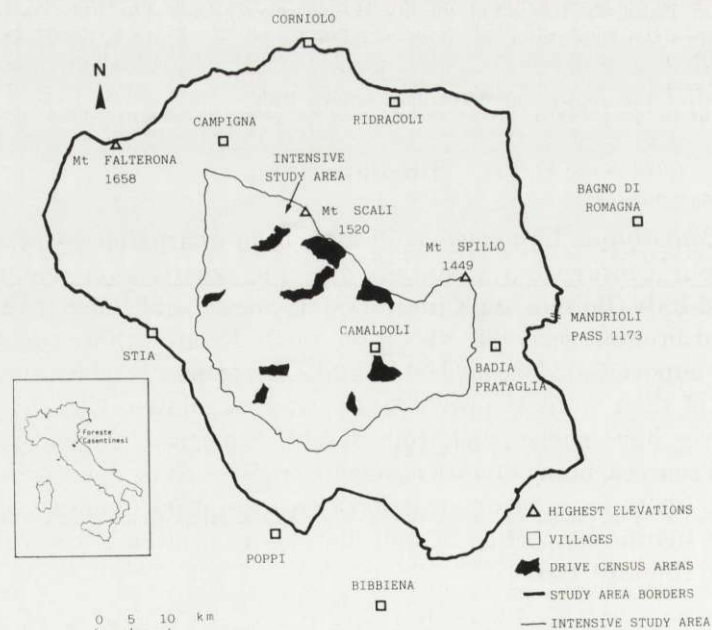 CORNIOLO
N
RIDRACOLI
CAMPIGNA
Mt FALTERONA
1658
INTENSIVE
STUDY AREA
Mt SCALI
1520
BAGNO DI
ROMAGNA
Mt SPILLO
1449
MANDRIOLI
PASS 1173
STIA
CAMALDOLI
BADIA
PRATAGLIA
Foreste
Casentinesi
HIGHEST ELEVATIONS
VILLAGES
DRIVE CENSUS AREAS
STUDY AREA BORDERS
INTENSIVE STUDY AREA
POPPI
BIBBIENA
0 5 10 km